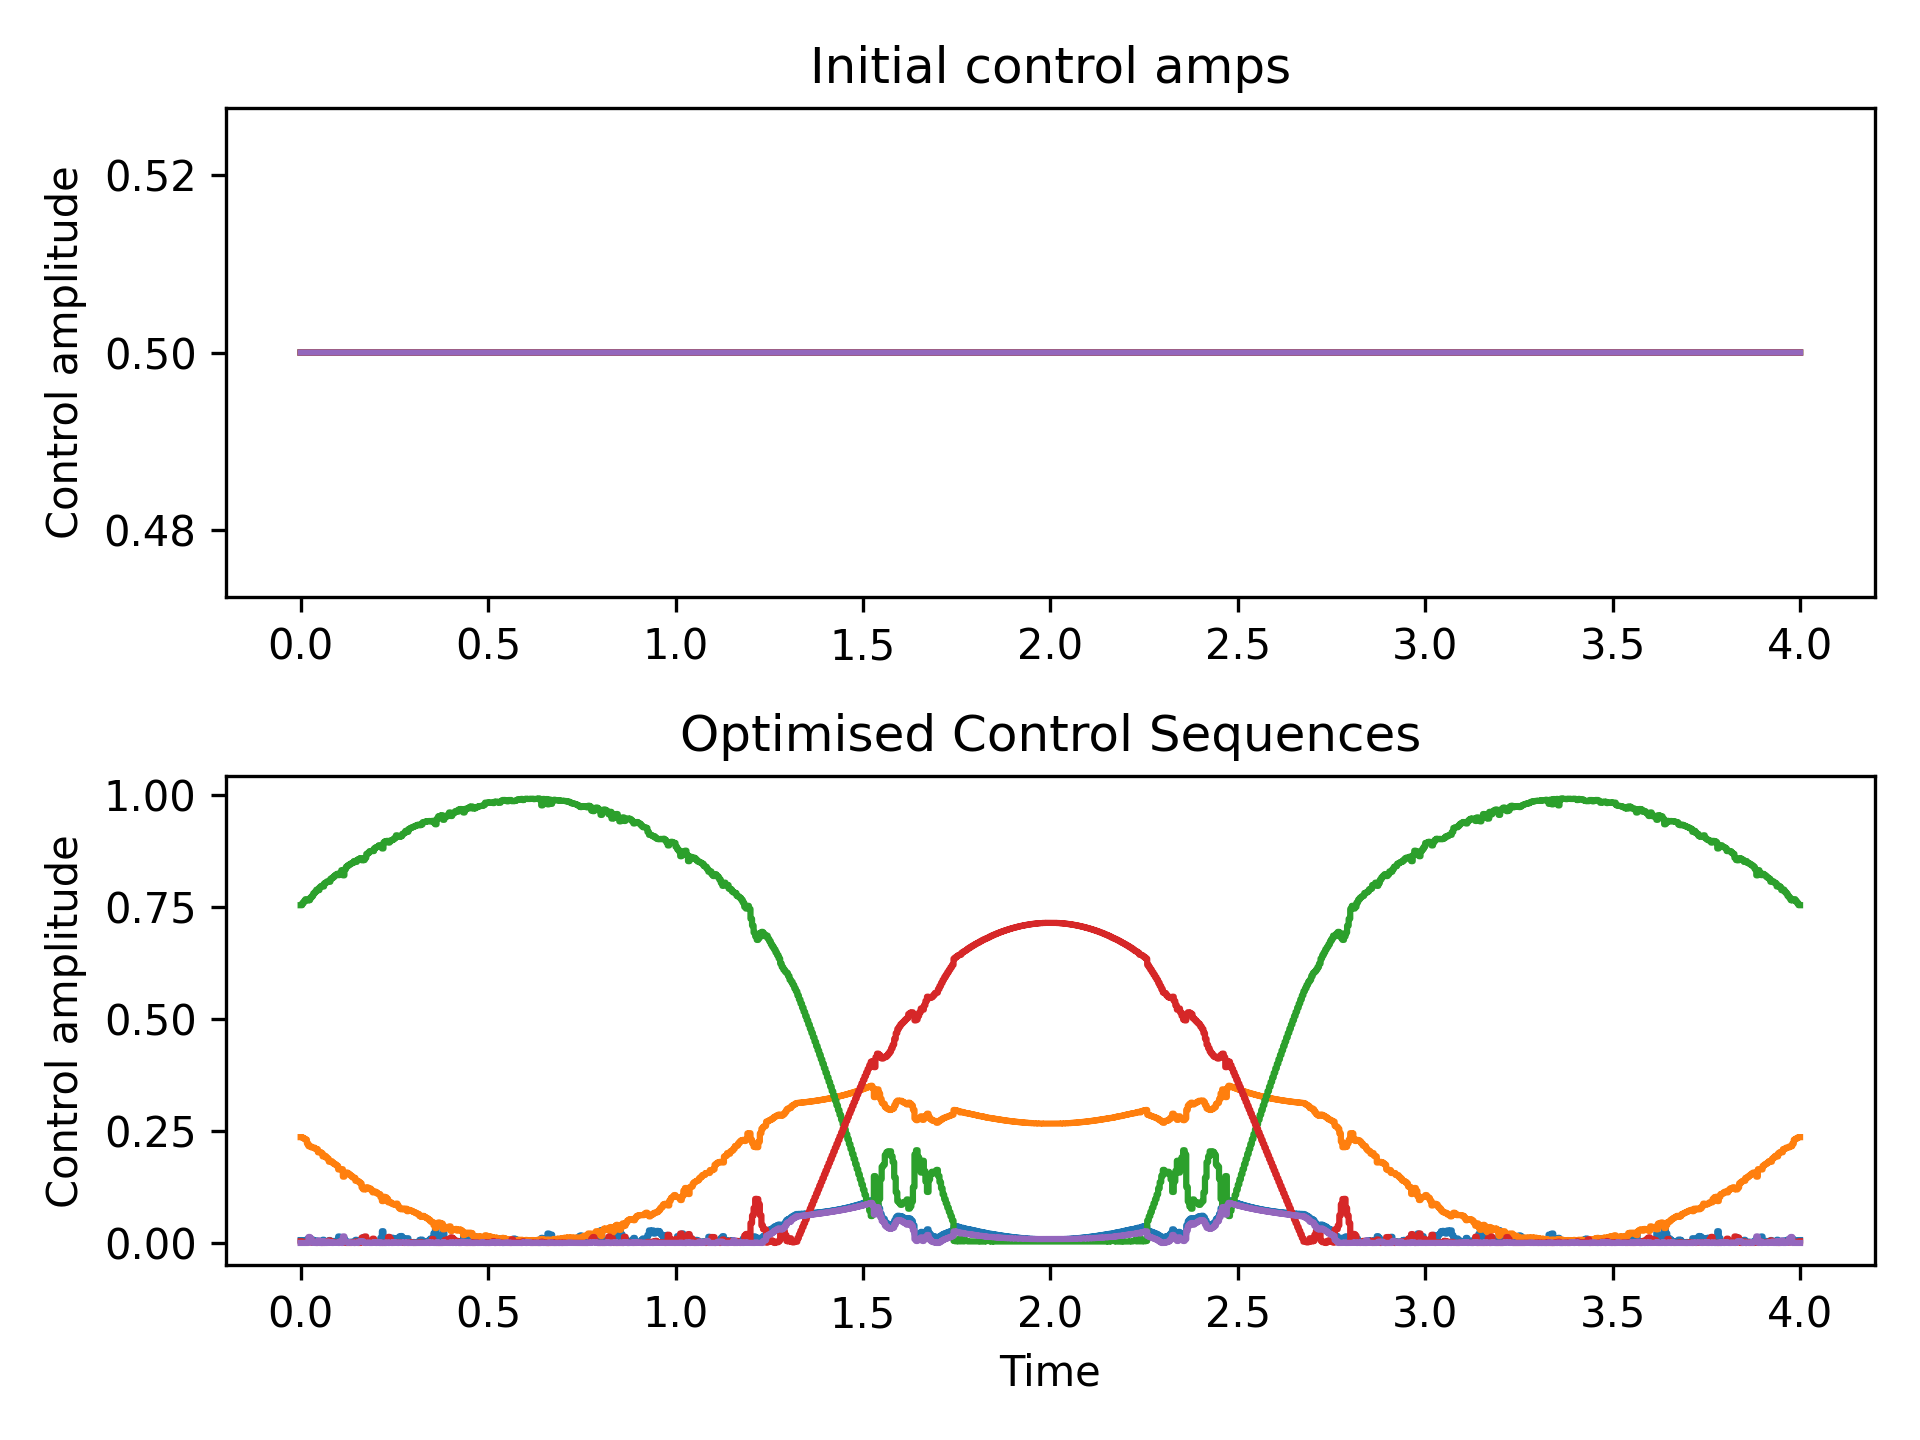 Initial control amps
Control amplitude
0.52
0.50
0.48
0.0 0.5 1.0 1.5 2.0 2.5 3.0 3.5 4.0
Optimised Control Sequences
Control amplitude
1.00
0.75
0.50
0.25
0.00
0.0 0.5 1.0 1.5 2.0 2.5 3.0 3.5 4.0
Time